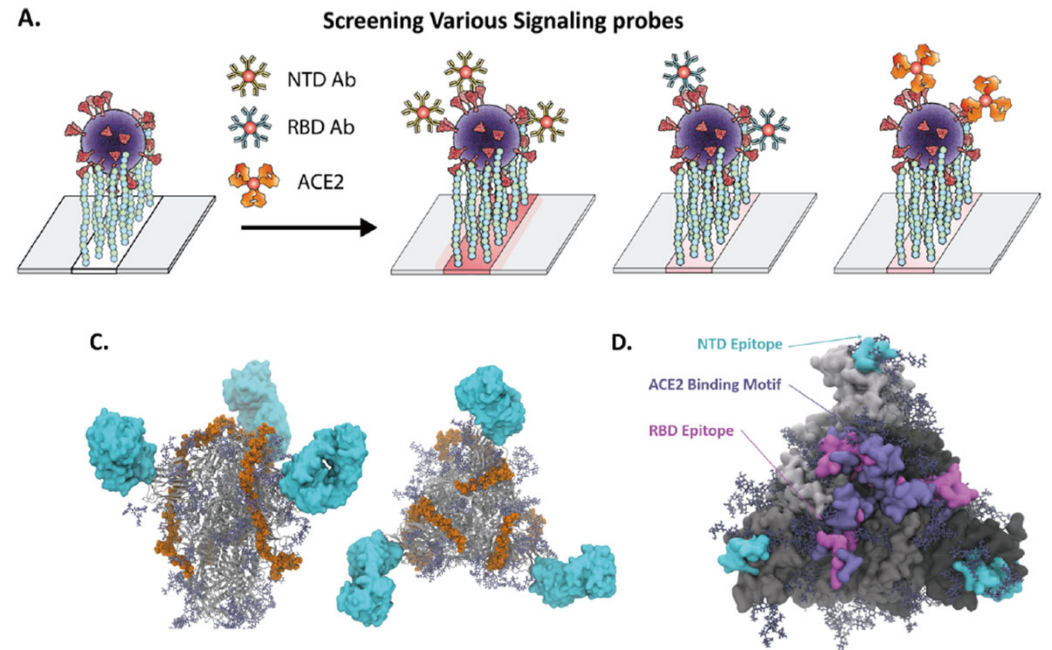 A.
Screening Various Signaling probes
NTD Ab
RBD Ab
ACE2
C.
D.
NTD Epitope
ACE2 Binding Motif
RBD Epitope